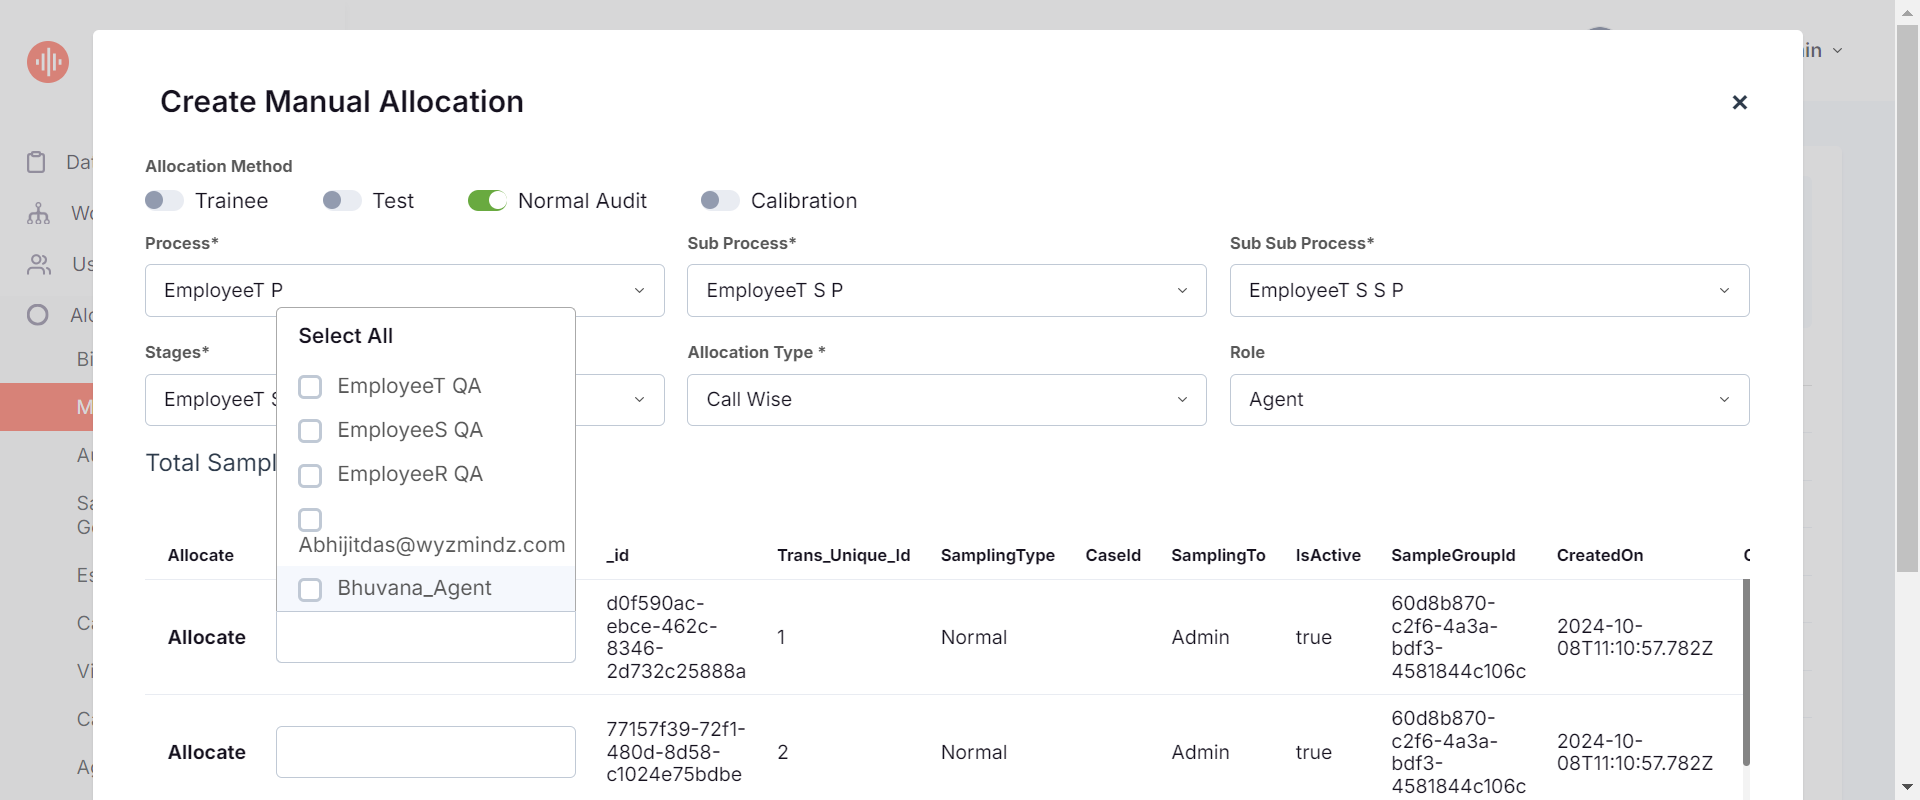 in
Create Manual Allocation
Allocation Method
Trainee
Test
Normal Audit
Calibration
Process*
Sub Process*
Sub Sub Process*
EmployeeT P
EmployeeT S P
EmployeeT S S P
Stages*
Allocation Type *
Role
EmployeeT S
Call Wise
Agent
Select All
EmployeeT QA
EmployeeS QA
EmployeeR QA
Abhijitdas@wyzmindz.com
Bhuvana_Agent
Total Sampl
Allocate
_id
Trans_Unique_Id
SamplingType
CaseId
SamplingTo
IsActive
SampleGroupId
CreatedOn
Allocate
d0f590ac-
ebce-462c-
8346-
2d732c25888a
1
Normal
Admin
true
60d8b870-
c2f6-4a3a-
bdf3-
4581844c106c
2024-10-
08T11:10:57.782Z
Allocate
77157f39-72f1-
480d-8d58-
c1024e75bdbe
2
Normal
Admin
true
60d8b870-
c2f6-4a3a-
bdf3-
4581844c106c
2024-10-
08T11:10:57.782Z
Da
Wo
Us
Alo
Bi
M
Au
Sa
Ge
Es
Ca
Vi
Ca
Ag